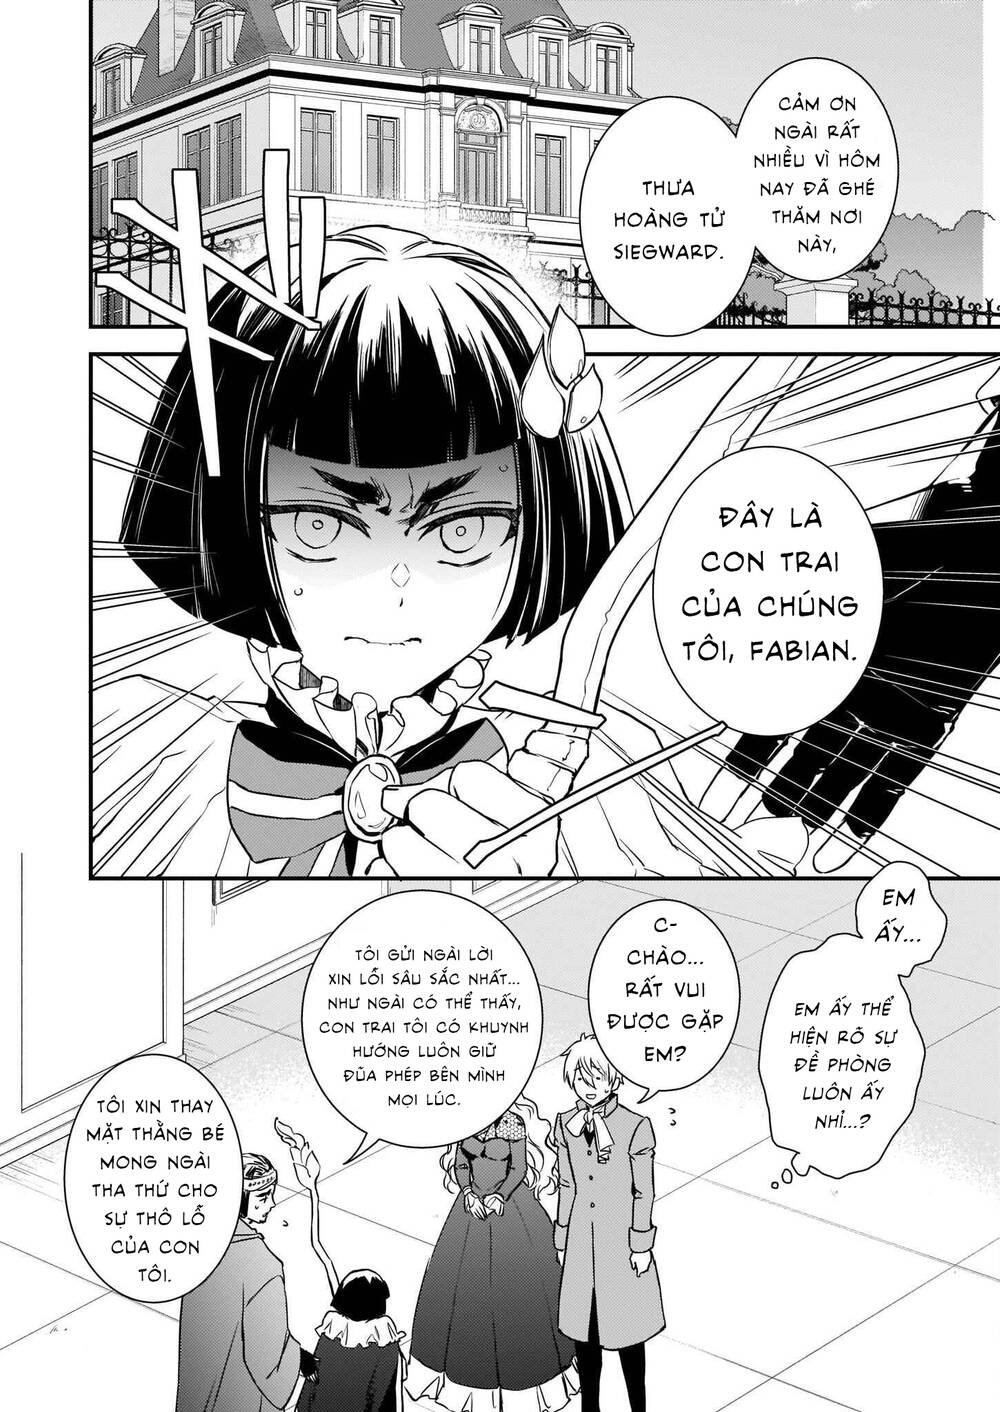 CẢM ƠN
NGÀI RẤT
NHIỀU VÌ HÔM
NAY ĐÃ GHÉ
THĂM NƠI
NÀY,
THƯA
HOÀNG TỬ
SIEGWARD.
ĐÂY LÀ
CON TRAI
CỦA CHÚNG
TÔI, FABIAN.
EM
ẤY...
EM ẤY THỂ
HIỆN RÕ SỰ
ĐỀ PHÒNG
LUÔN ẤY
NHỈ...?
C-
CHÀO...
RẤT VUI
ĐƯỢC GẶP
EM?
TÔI GỬI NGÀI LỜI
XIN LỖI SÂU SẮC NHẤT...
NHƯ NGÀI CÓ THỂ THẤY,
CON TRAI TÔI CÓ KHUYNH
HƯỚNG LUÔN GIỮ
ĐŨA PHÉP BÊN MÌNH
MỌI LÚC.
TÔI XIN THAY
MẶT THẰNG BÉ
MONG NGÀI
THA THỨ CHO
SỰ THÔ LỖ
CỦA CON
TÔI.